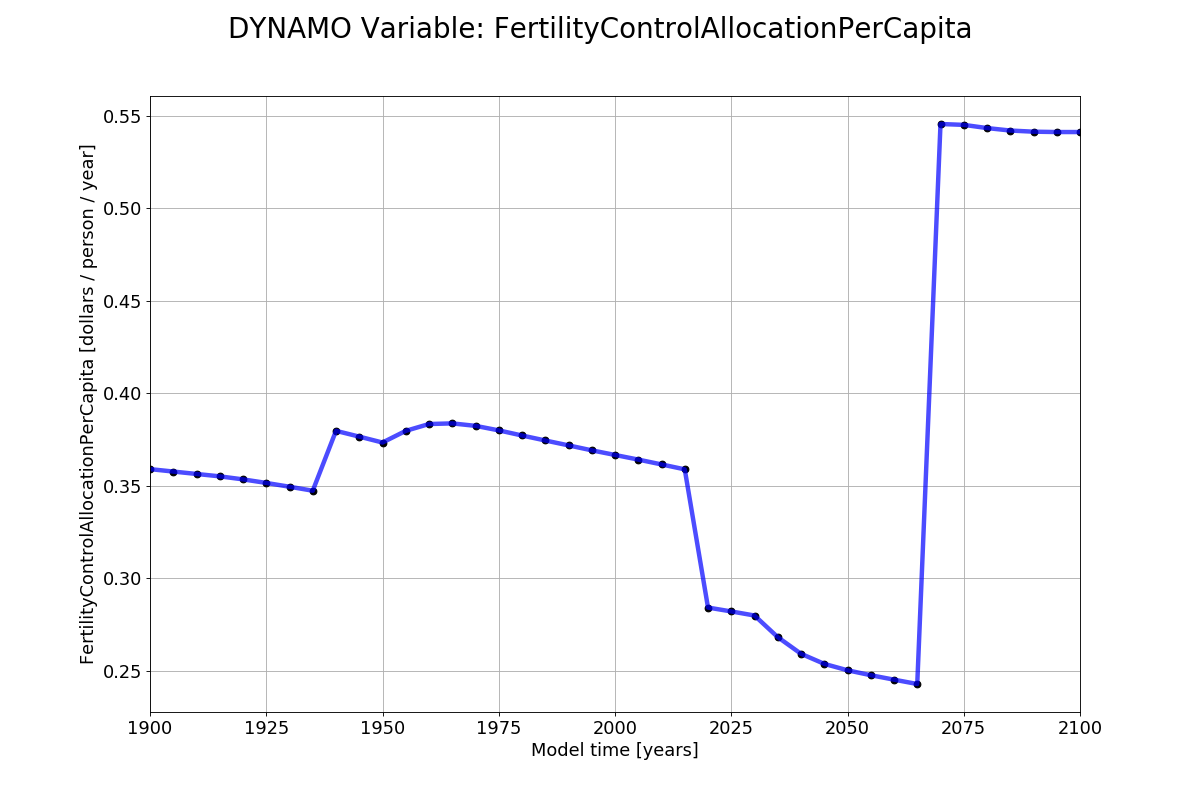 DYNAMO Variable: FertilityControlAllocationPerCapita
FertilityControlAllocationPerCapita [dollars / person / year]
0.55
0.50
0.45
0.40
0.35
0.30
0.25
1900 1925 1950 1975 2000 2025 2050 2075 2100
Model time [years]